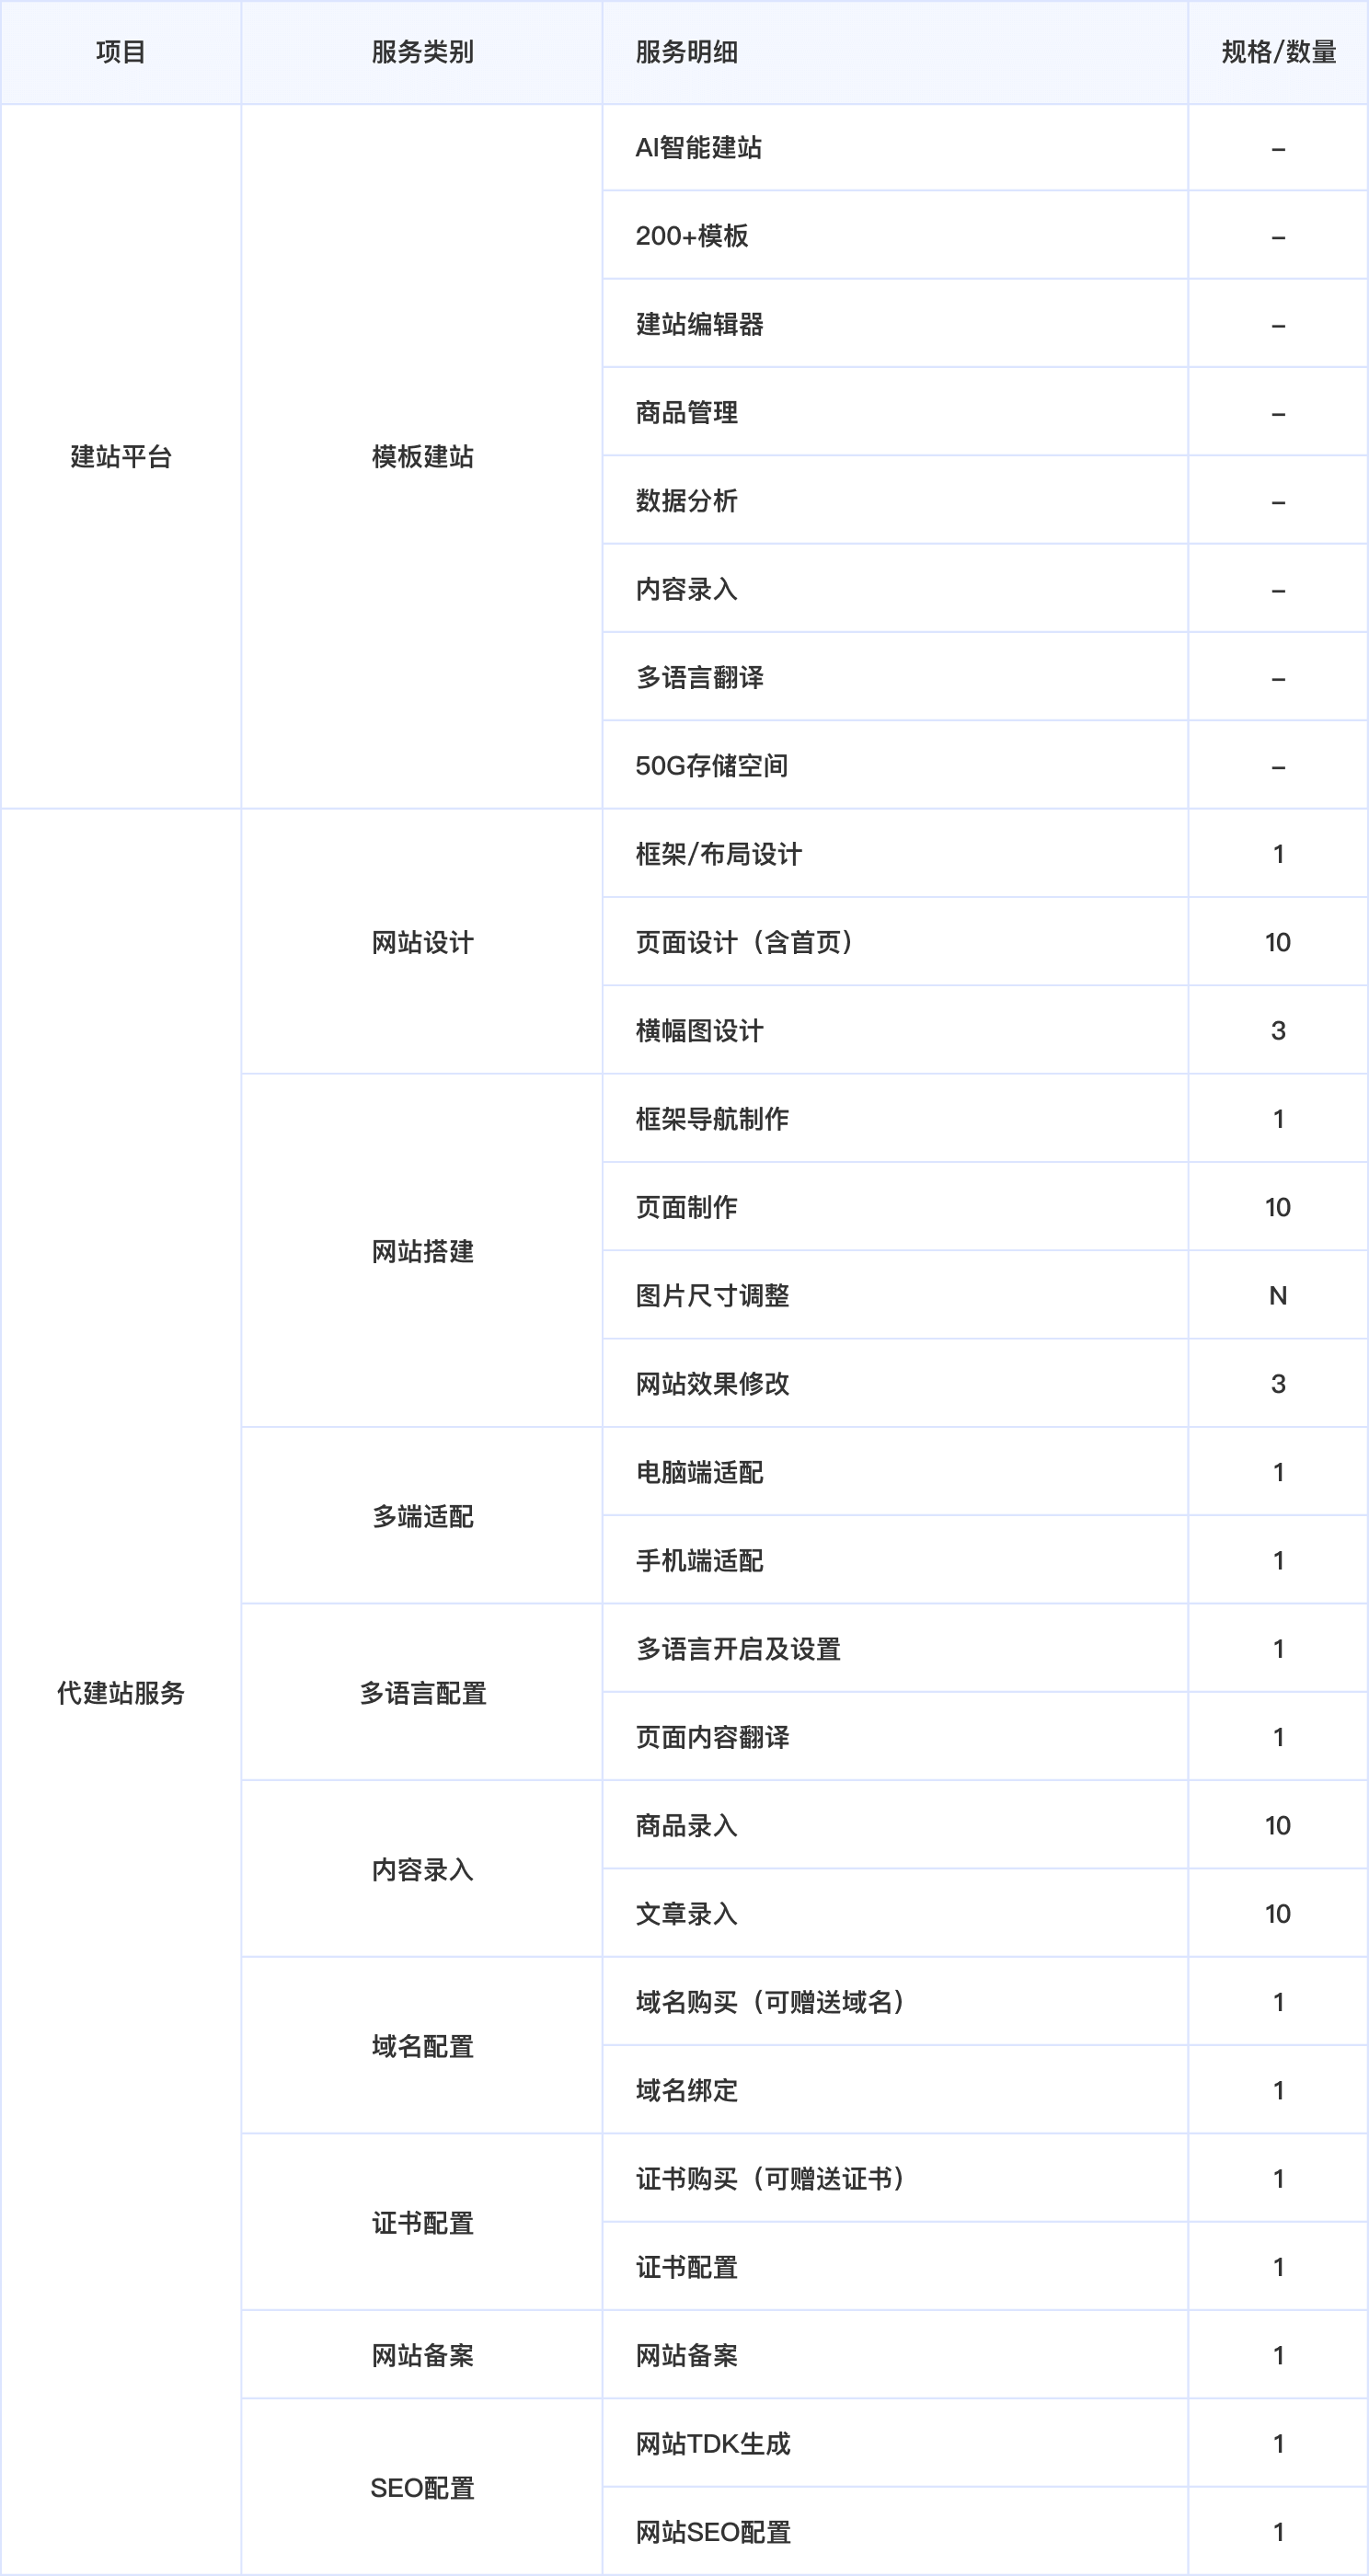 项目 服务类别 服务明细 规格/数量
建站平台 模板建站 AI智能建站 –
200+模板 –
建站编辑器 –
商品管理 –
数据分析 –
内容录入 –
多语言翻译 –
50G存储空间 –
代建站服务 网站设计 框架/布局设计 1
页面设计（含首页） 10
横幅图设计 3
网站搭建 框架导航制作 1
页面制作 10
图片尺寸调整 N
网站效果修改 3
多端适配 电脑端适配 1
手机端适配 1
多语言配置 多语言开启及设置 1
页面内容翻译 1
内容录入 商品录入 10
文章录入 10
域名配置 域名购买（可赠送域名） 1
域名绑定 1
证书配置 证书购买（可赠送证书） 1
证书配置 1
网站备案 网站备案 1
SEO配置 网站TDK生成 1
网站SEO配置 1